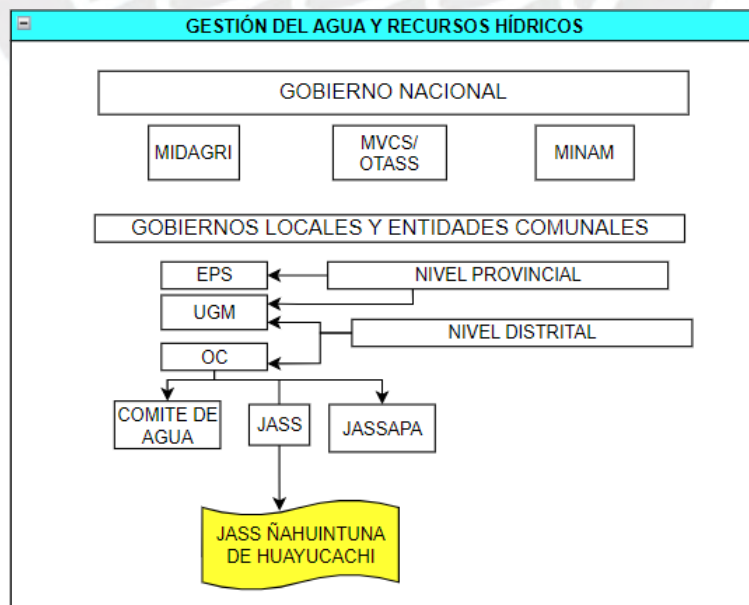 GESTIÓN DEL AGUA Y RECURSOS HÍDRICOS
GOBIERNO NACIONAL
MIDAGRI
MVCS/
OTASS
MINAM
GOBIERNOS LOCALES Y ENTIDADES COMUNALES
EPS
NIVEL PROVINCIAL
UGM
NIVEL DISTRITAL
OC
COMITE DE
AGUA
JASS
JASSAPA
JASS ÑAHUINTUNA
DE HUAYUCACHI